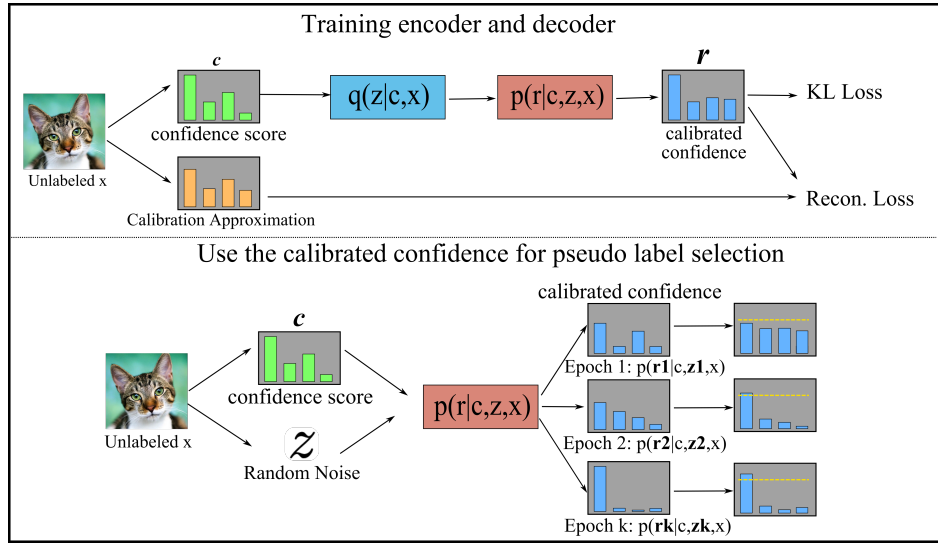 Training encoder and decoder
c
confidence score
q(z|c,x)
p(r|c,z,x)
r
calibrated
confidence
KL Loss
Unlabeled x
Calibration Approximation
Recon. Loss
Use the calibrated confidence for pseudo label selection
calibrated confidence
c
confidence score
Unlabeled x
z
Random Noise
p(r|c,z,x)
Epoch 1: p(r1|c,z1,x)
Epoch 2: p(r2|c,z2,x)
Epoch k: p(rk|c,zk,x)